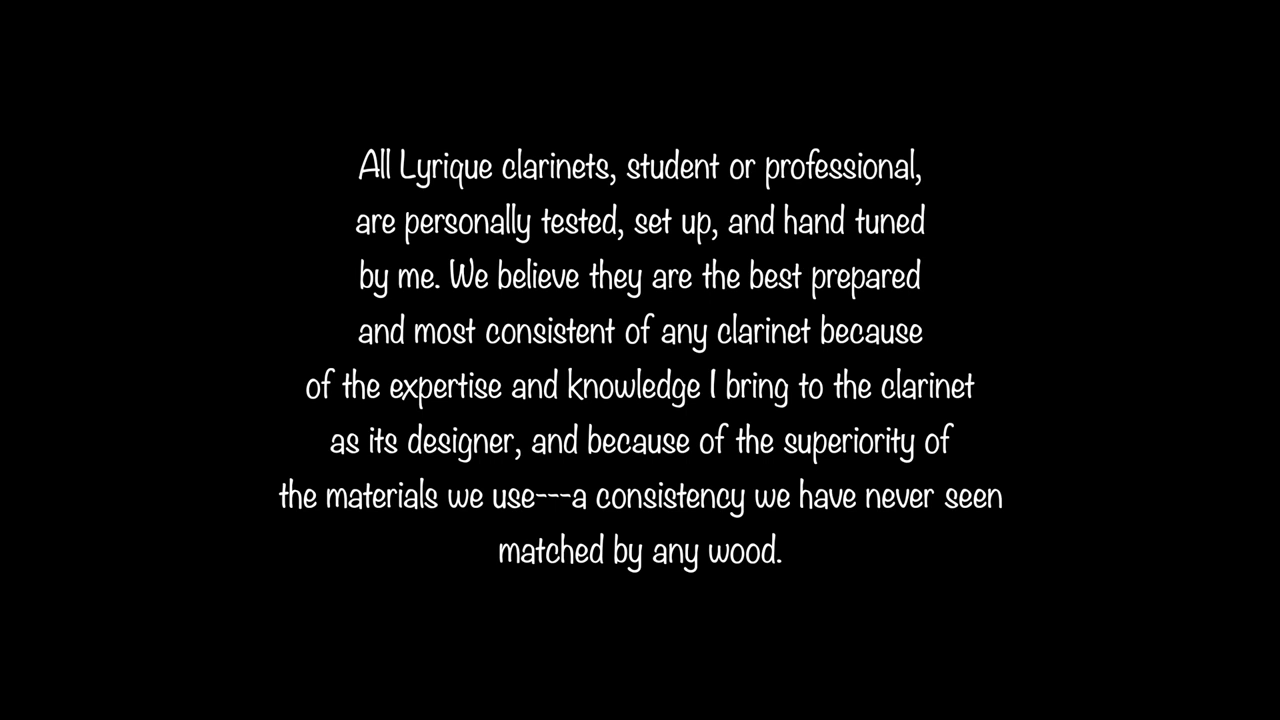 All Lyrique clarinets, student or professional,
are personally tested, set up, and hand tuned
by me. We believe they are the best prepared
and most consistent of any clarinet because
of the expertise and knowledge I bring to the clarinet
as its designer, and because of the superiority of
the materials we use---a consistency we have never seen
matched by any wood.